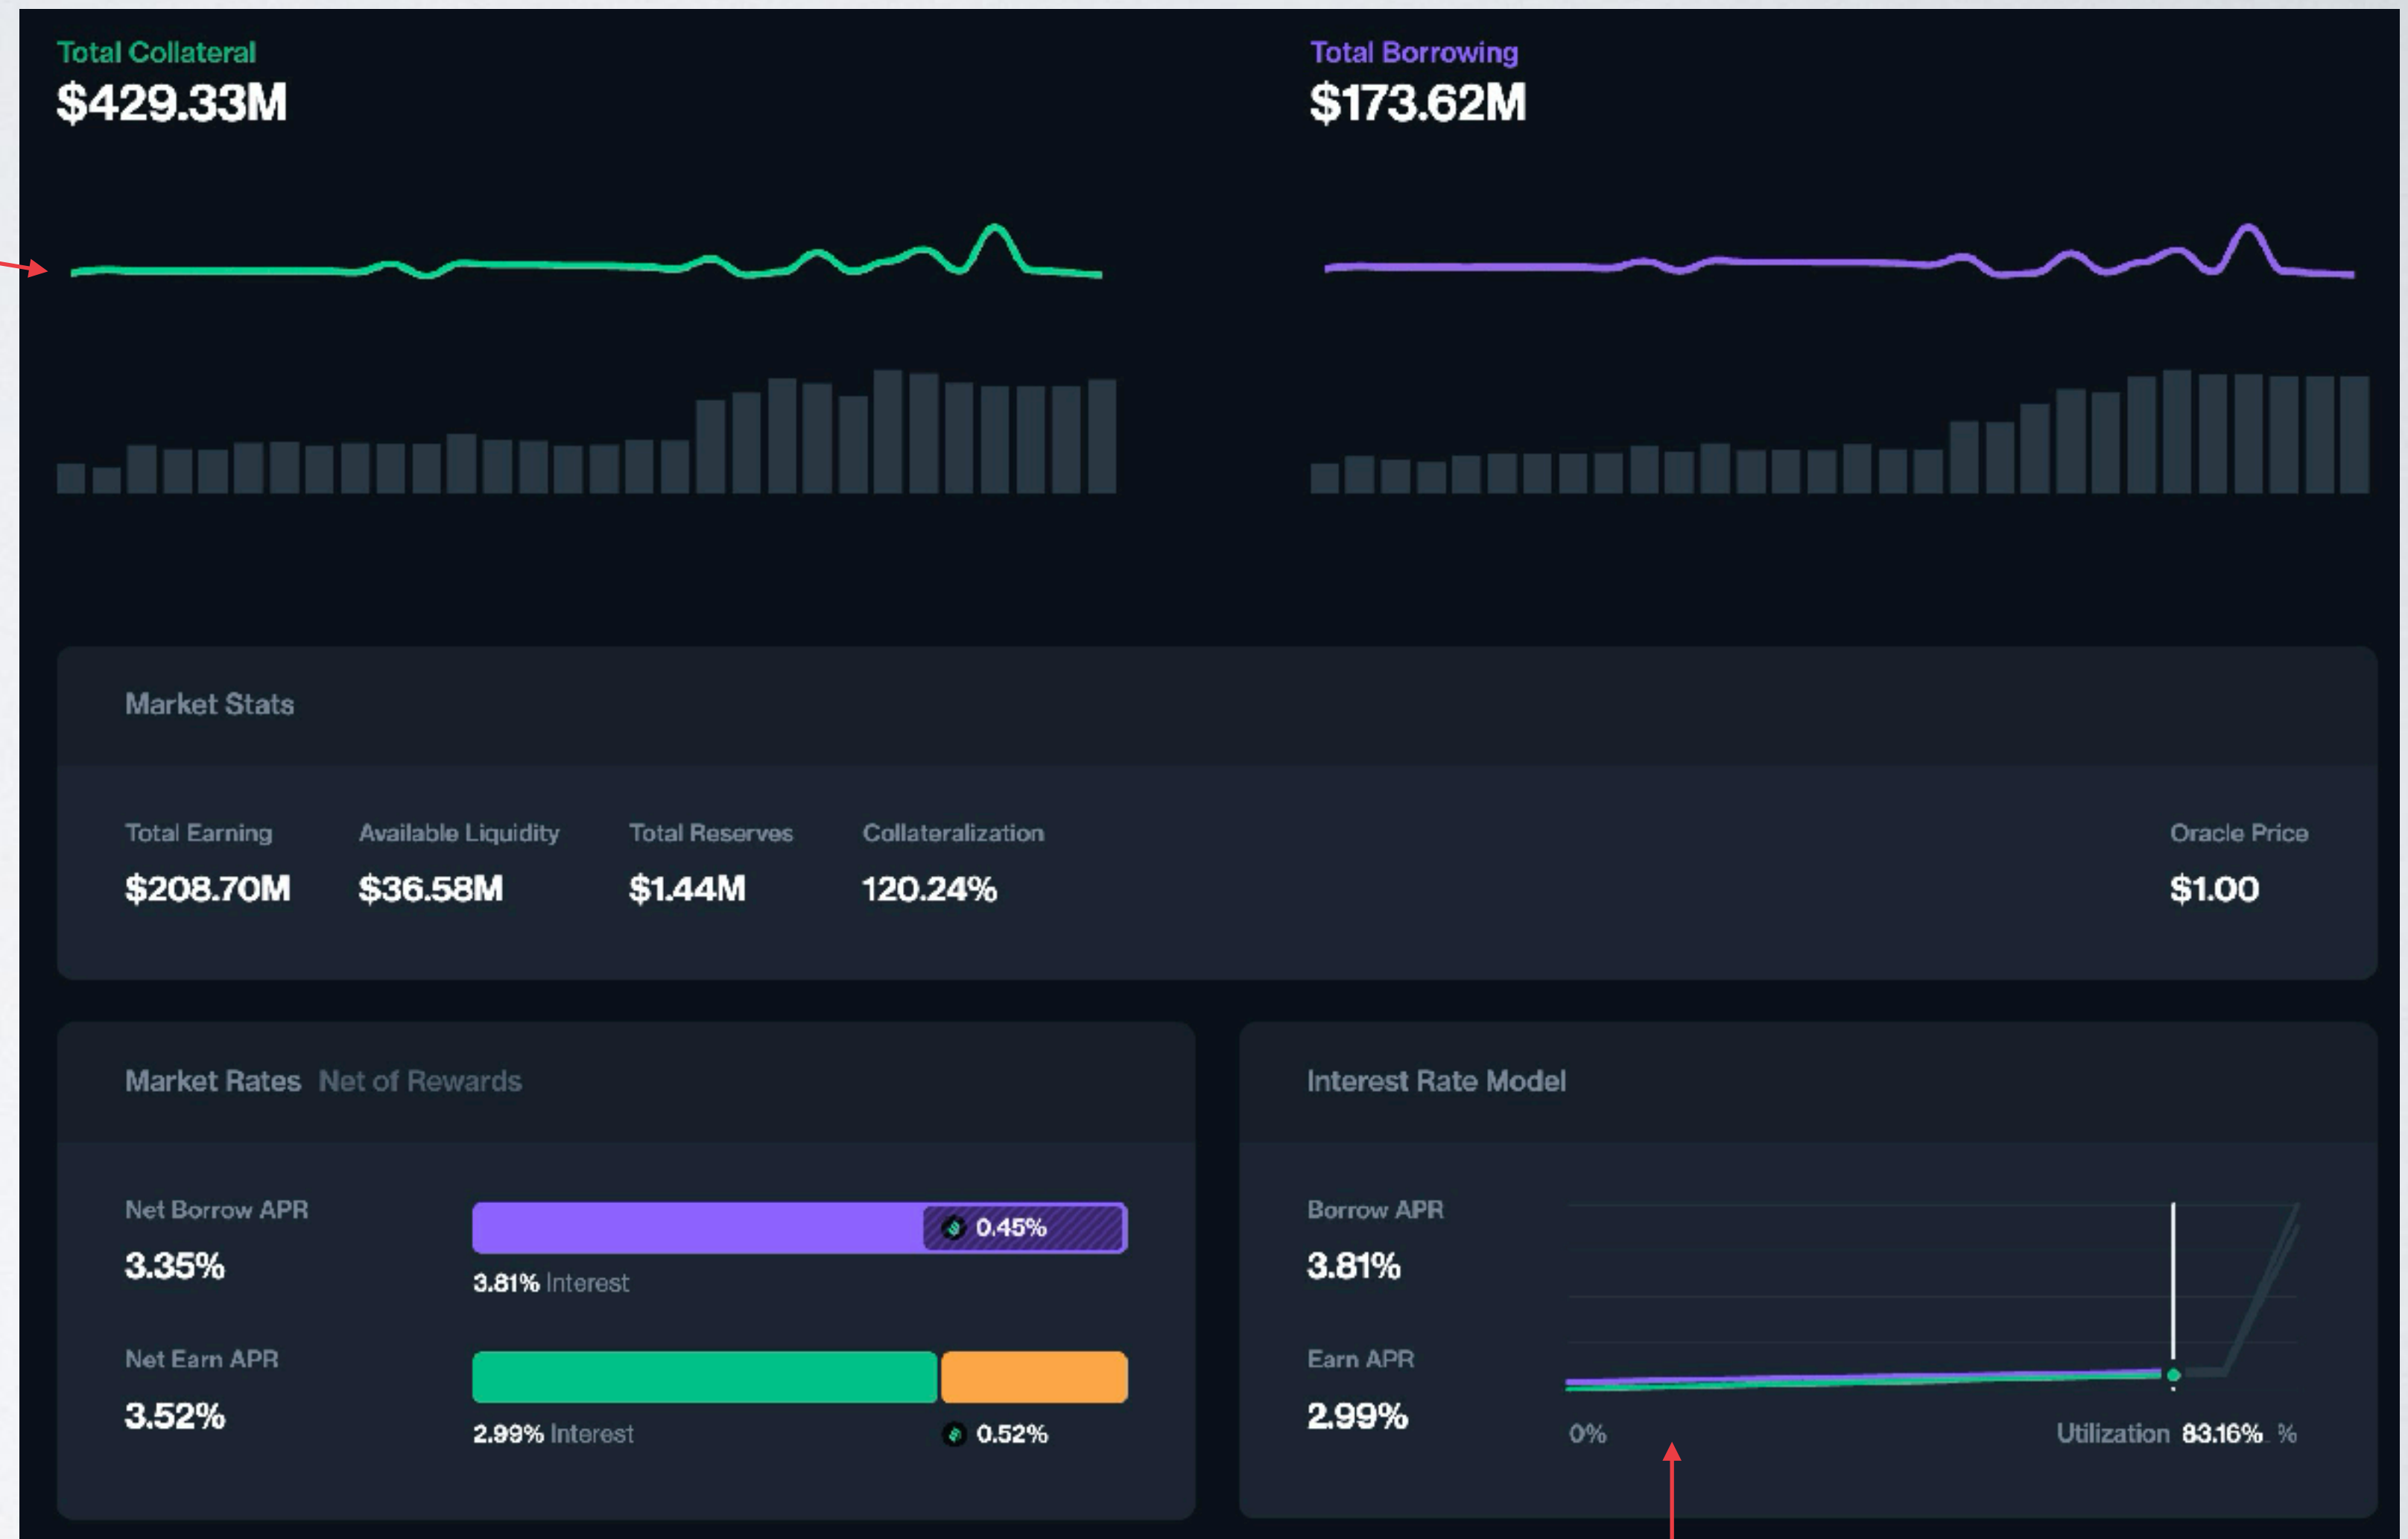 Total Collateral
$429.33M
Total Borrowing
$173.62M
Market Stats
Total Earning
$208.70M
Available Liquidity
$36.58M
Total Reserves
$1.44M
Collateralization
120.24%
Oracle Price
$1.00
Market Rates Net of Rewards
Net Borrow APR
3.35%
0.45%
3.81% Interest
Net Earn APR
3.52%
2.99% Interest
0.52%
Interest Rate Model
Borrow APR
3.81%
Earn APR
2.99%
0%
Utilization 83.16% %